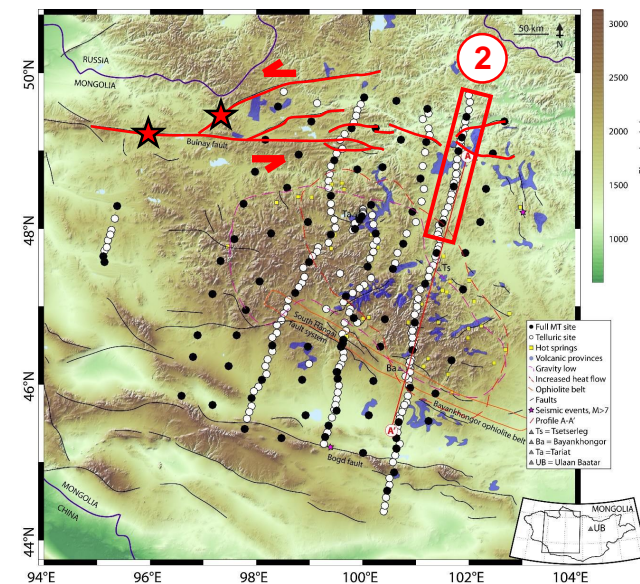 50°N
48°N
46°N
44°N
94°E
96°E
98°E
100°E
102°E
104°E
RUSSIA
MONGOLIA
50 km
N
2
Bulnay fault
A
Ta
Ts
South Hangai
fault system
Ba
Bayankhongor ophiolite belt
A'
Bogd fault
MONGOLIA
CHINA
3000
2500
2000
1500
1000
Full MT site
Telluric site
Hot springs
Volcanic provinces
Gravity low
Increased heat flow
Ophiolite belt
Faults
Seismic events, M>7
Profile A-A'
Ts = Tsetserleg
Ba = Bayankhongor
Ta =Tariat
UB = Ulaan Baatar
MONGOLIA
UB